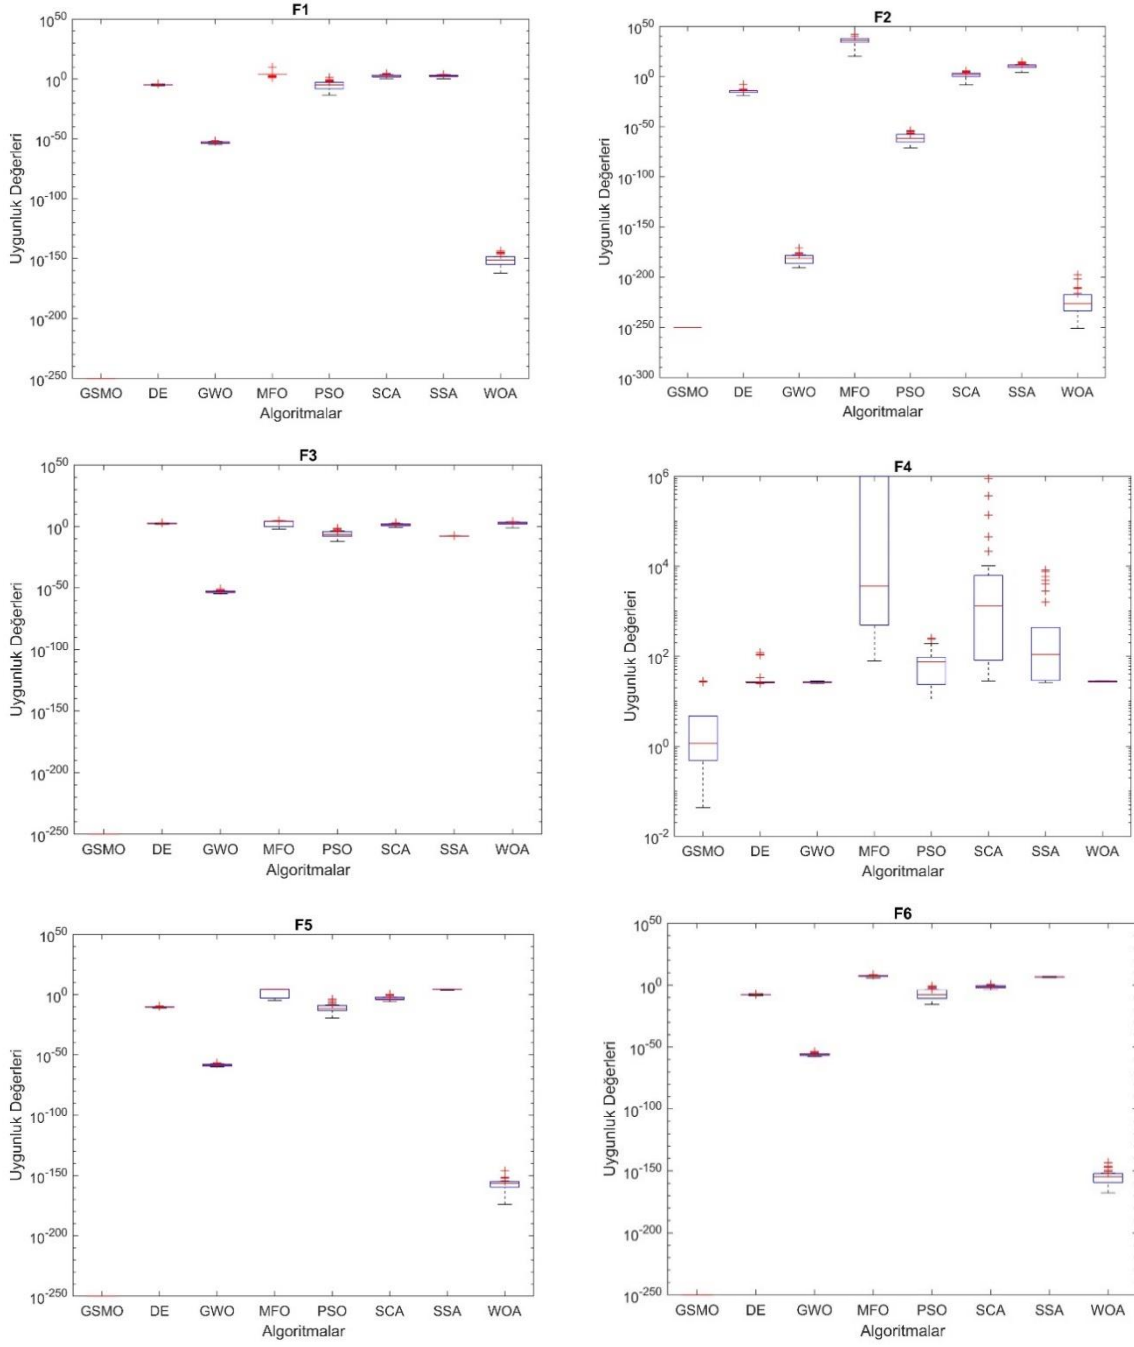 F1
Uygunluk Değerleri
10^50
10^0
10^-50
10^-100
10^-150
10^-200
10^-250
GSMO DE GWO MFO PSO SCA SSA WOA
Algoritmalar
F2
Uygunluk Değerleri
10^50
10^0
10^-50
10^-100
10^-150
10^-200
10^-250
10^-300
GSMO DE GWO MFO PSO SCA SSA WOA
Algoritmalar
F3
Uygunluk Değerleri
10^50
10^0
10^-50
10^-100
10^-150
10^-200
10^-250
GSMO DE GWO MFO PSO SCA SSA WOA
Algoritmalar
F4
Uygunluk Değerleri
10^6
10^4
10^2
10^0
10^-2
GSMO DE GWO MFO PSO SCA SSA WOA
Algoritmalar
F5
Uygunluk Değerleri
10^50
10^0
10^-50
10^-100
10^-150
10^-200
10^-250
GSMO DE GWO MFO PSO SCA SSA WOA
Algoritmalar
F6
Uygunluk Değerleri
10^50
10^0
10^-50
10^-100
10^-150
10^-200
10^-250
GSMO DE GWO MFO PSO SCA SSA WOA
Algoritmalar